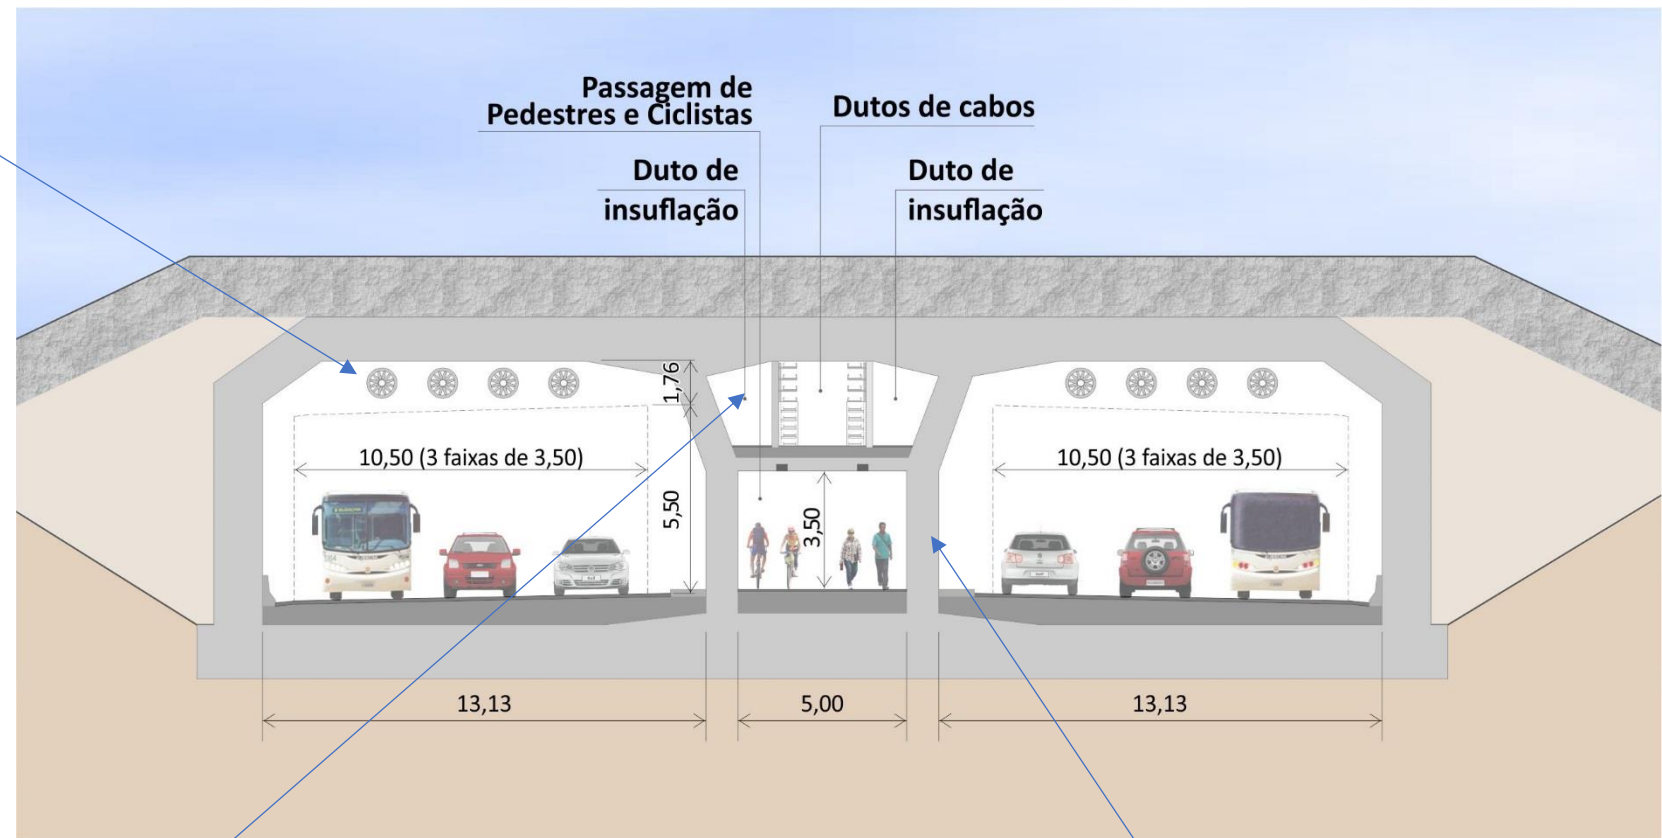 Passagem de
Pedestres e Ciclistas
Dutos de cabos
Duto de
insuflação
Duto de
insuflação
1,76
10,50 (3 faixas de 3,50)
10,50 (3 faixas de 3,50)
5,50
3,50
13,13
5,00
13,13